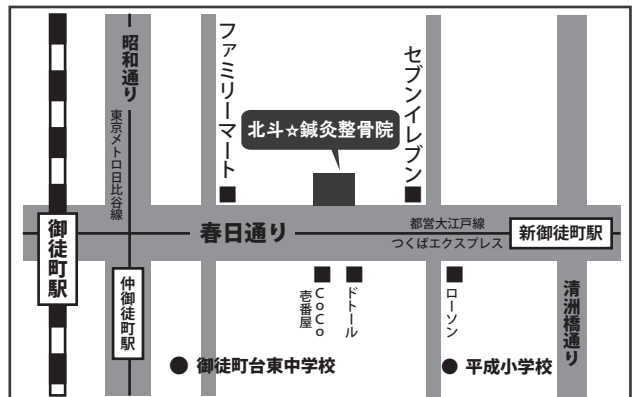 昭和通り
東京メトロ日比谷線
ファミリーマート
北斗☆鍼灸整骨院
セブンイレブン
御徒町駅
春日通り
都営大江戸線
つくばエクスプレス
新御徒町駅
仲御徒町駅
CoCo
壱番屋
ドトール
ローソン
清洲橋通り
御徒町台東中学校
平成小学校